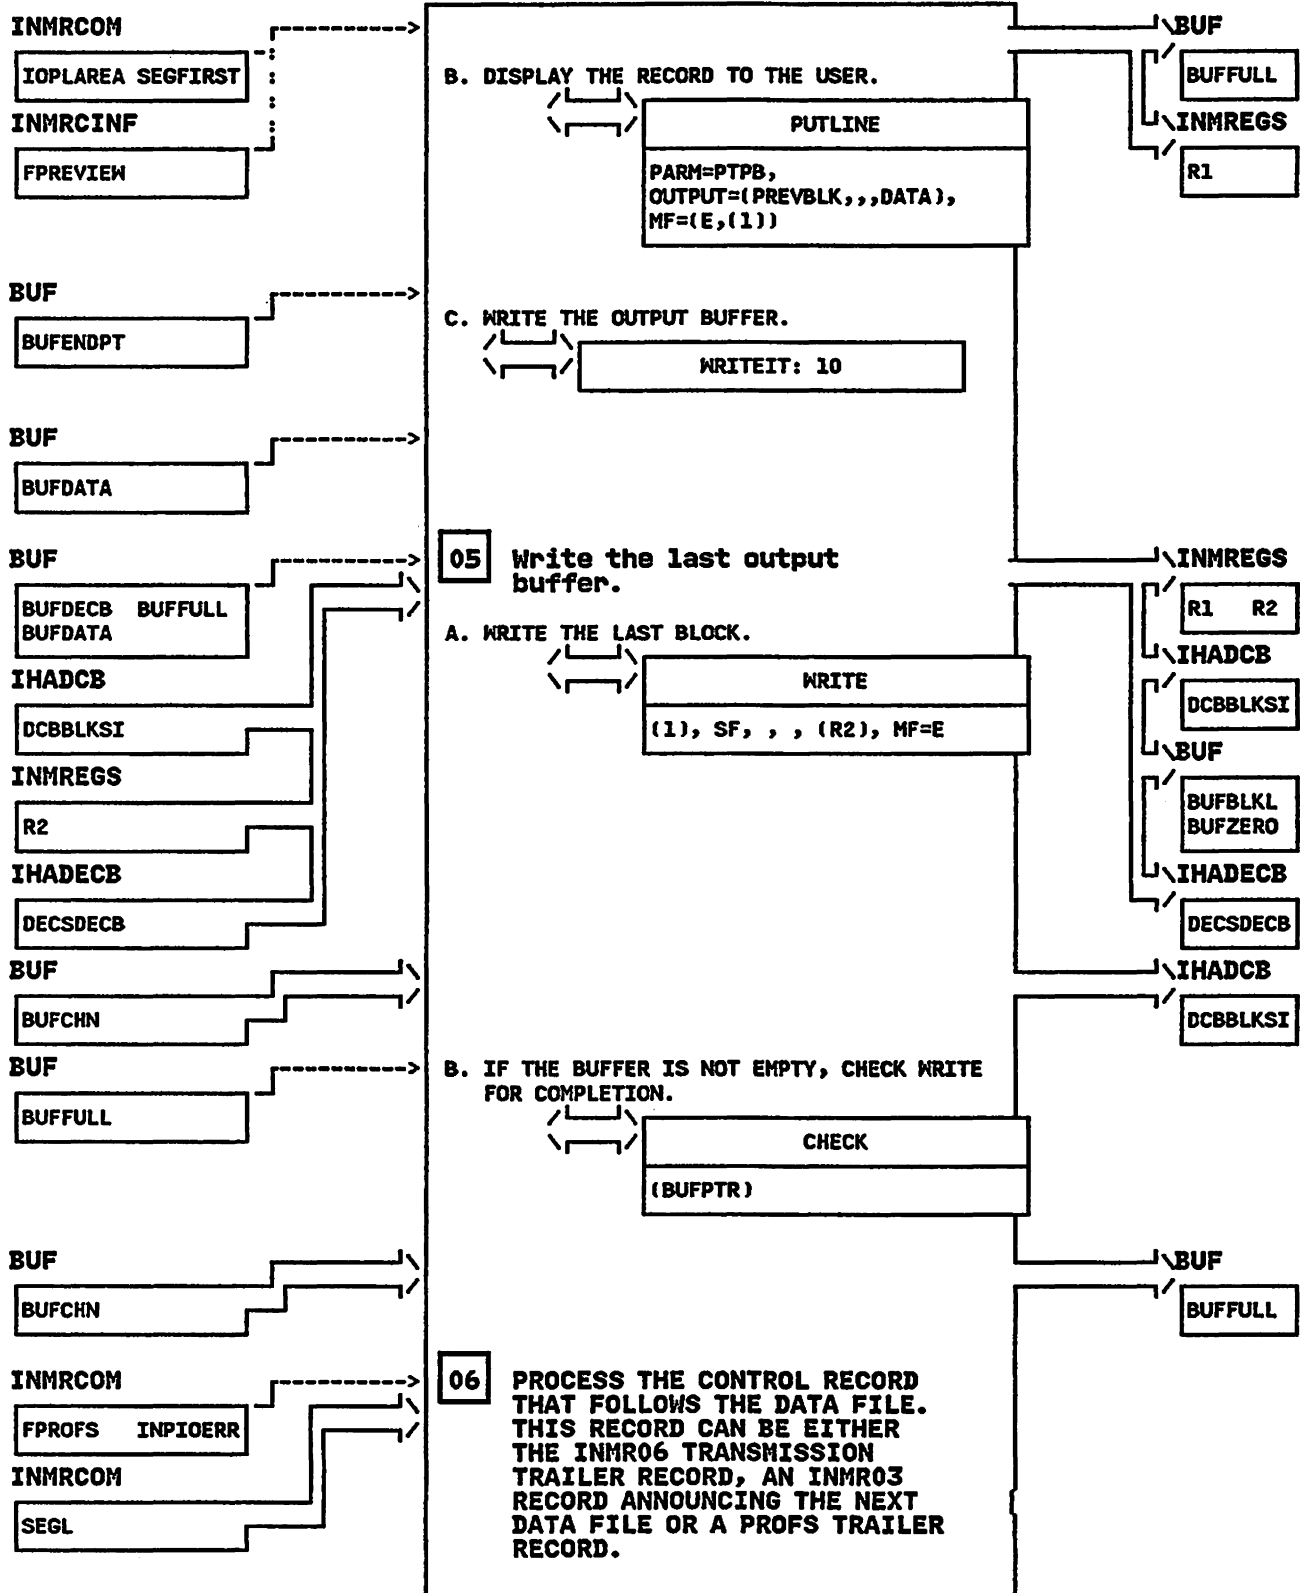 INMRCOM
IOPLAREA SEGFIRST
INMRCINF
FPREVIEW
BUF
BUFENDPT
BUF
BUFDATA
BUF
BUFDECB BUFFULL
BUFDATA
IHADCB
DCBBLKSI
INMREGS
R2
IHADECB
DECSDECB
BUF
BUFCHN
BUF
BUFFULL
BUF
BUFCHN
INMRCOM
FPROFS INPIOERR
INMRCOM
SEGL
B. DISPLAY THE RECORD TO THE USER.
PUTLINE
PARM=PTPB,
OUTPUT=(PREVBLK,,,DATA),
MF=(E,(1))
C. WRITE THE OUTPUT BUFFER.
WRITEIT: 10
05 Write the last output
buffer.
A. WRITE THE LAST BLOCK.
WRITE
(1), SF, , , (R2), MF=E
B. IF THE BUFFER IS NOT EMPTY, CHECK WRITE
FOR COMPLETION.
CHECK
(BUFPTR)
06 PROCESS THE CONTROL RECORD
THAT FOLLOWS THE DATA FILE.
THIS RECORD CAN BE EITHER
THE INMR06 TRANSMISSION
TRAILER RECORD, AN INMR03
RECORD ANNOUNCING THE NEXT
DATA FILE OR A PROFS TRAILER
RECORD.
BUF
BUFFULL
INMREGS
R1
INMREGS
R1 R2
IHADCB
DCBBLKSI
BUF
BUFBLKL
BUFZERO
IHADECB
DECSDECB
IHADCB
DCBBLKSI
BUF
BUFFULL